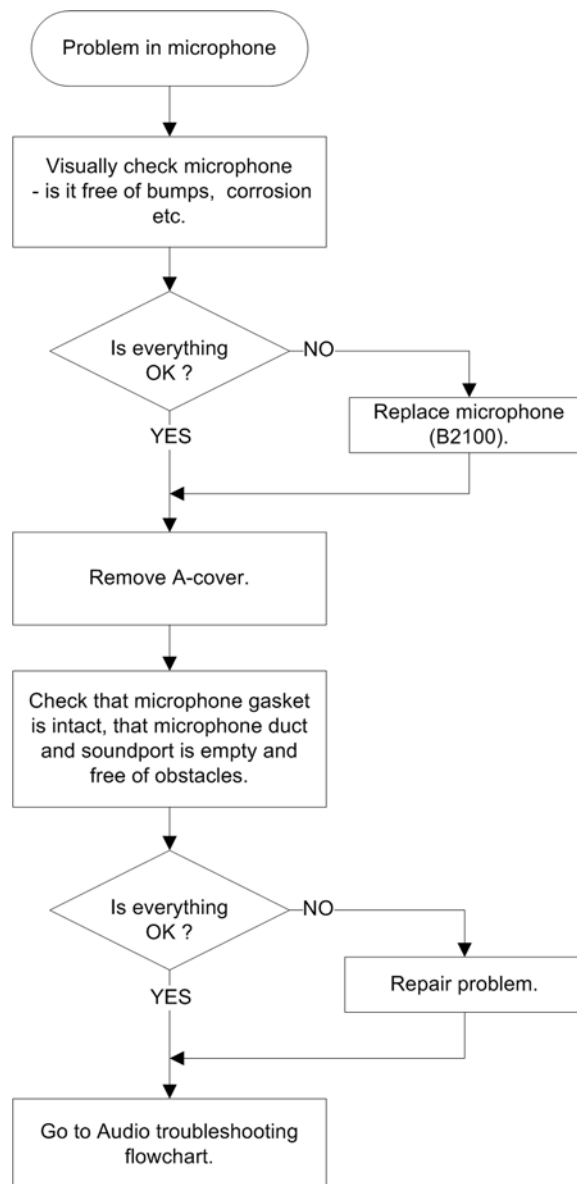 Problem in microphone
Visually check microphone
- is it free of bumps, corrosion
etc.
Is everything
OK ?
NO
Replace microphone
(B2100).
YES
Remove A-cover.
Check that microphone gasket
is intact, that microphone duct
and soundport is empty and
free of obstacles.
Is everything
OK ?
NO
Repair problem.
YES
Go to Audio troubleshooting
flowchart.